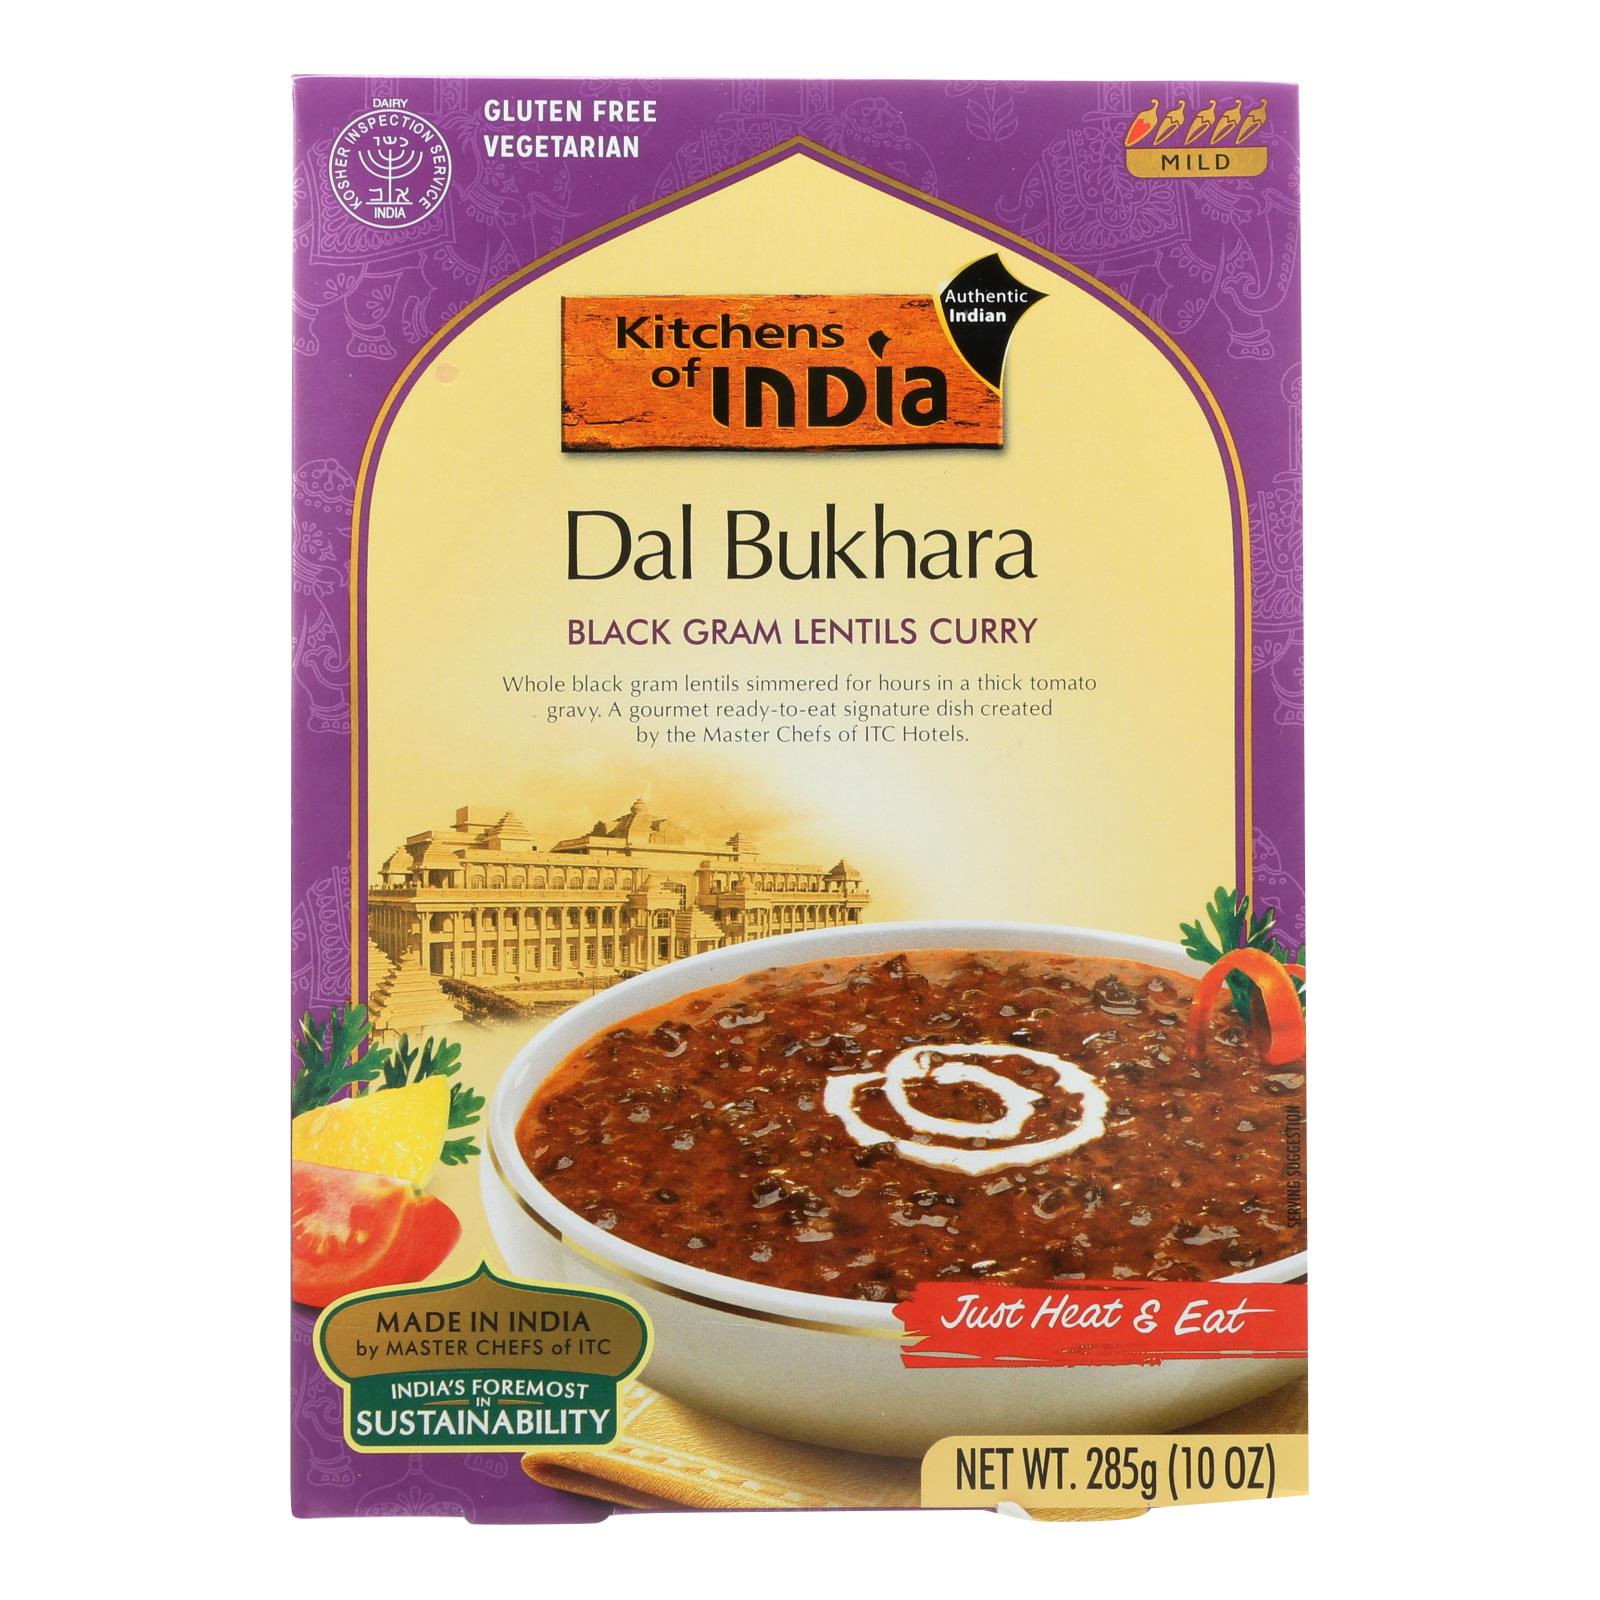 DAIRY
KOSHER INSPECTION SERVICE
כשר
INDIA
GLUTEN FREE
VEGETARIAN
MILD
Authentic
Indian
Kitchens
of INDIA
Dal Bukhara
BLACK GRAM LENTILS CURRY
Whole black gram lentils simmered for hours in a thick tomato
gravy. A gourmet ready-to-eat signature dish created
by the Master Chefs of ITC Hotels.
SERVING SUGGESTION
Just Heat & Eat
MADE IN INDIA
by MASTER CHEFS of ITC
INDIA'S FOREMOST
IN
SUSTAINABILITY
NET WT. 285g (10 OZ)